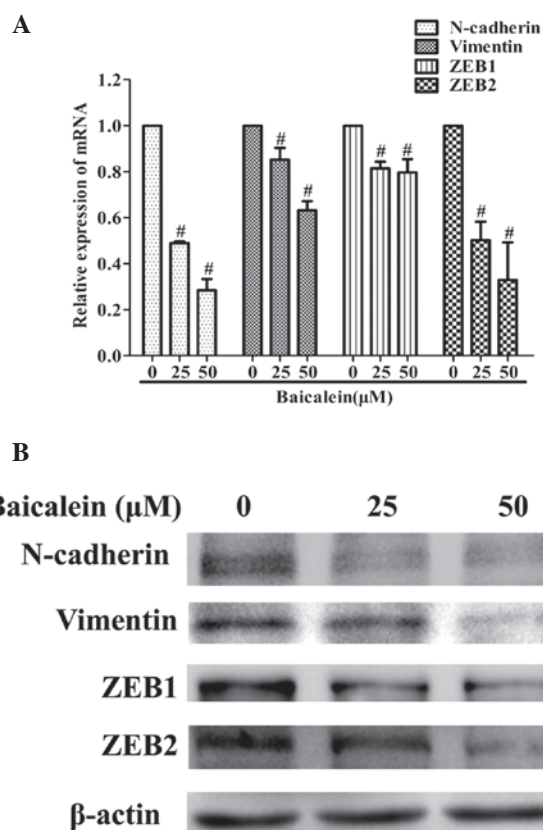 A
N-cadherin
Vimentin
ZEB1
ZEB2
Relative expression of mRNA
1.2
1.0
0.8
0.6
0.4
0.2
0.0
# # # # # # # #
0 25 50 0 25 50 0 25 50 0 25 50
Baicalein(μM)
B
Baicalein (μM) 0 25 50
N-cadherin
Vimentin
ZEB1
ZEB2
β-actin